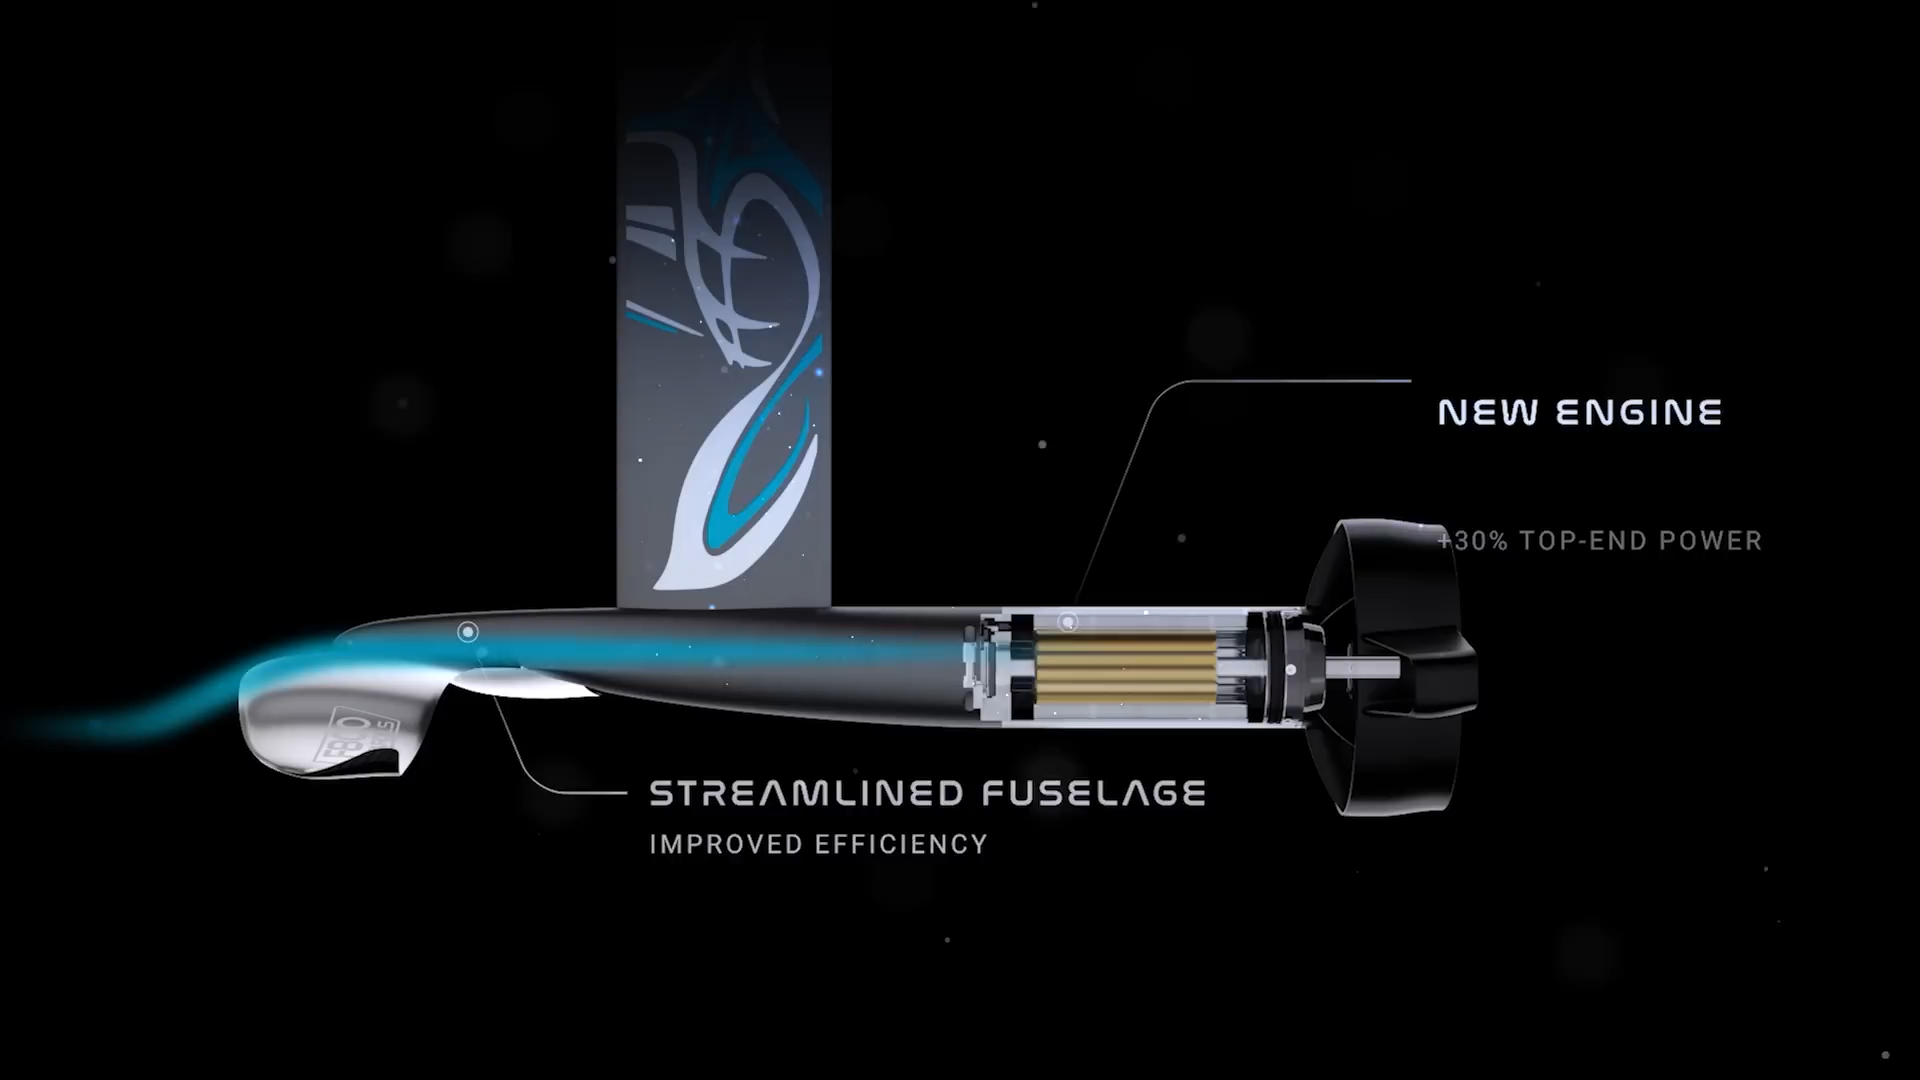 NEW ENGINE
+30% TOP-END POWER
STREAMLINED FUSELAGE
IMPROVED EFFICIENCY